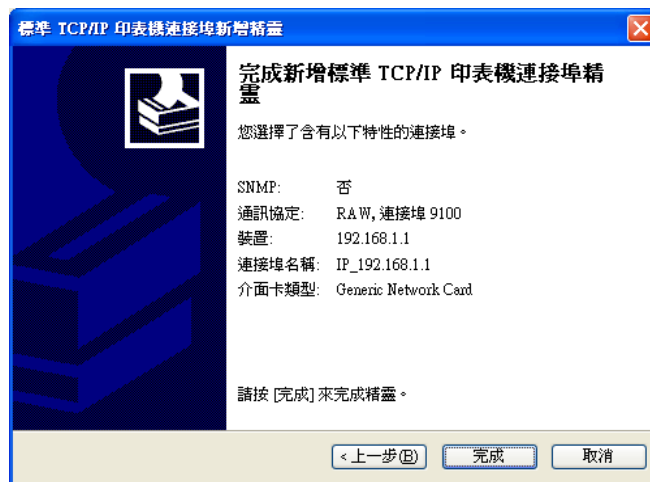 標準 TCP/IP 印表機連接埠新增精靈
完成新增標準 TCP/IP 印表機連接埠精
靈
您選擇了含有以下特性的連接埠。
SNMP: 否
通訊協定: RAW, 連接埠 9100
裝置: 192.168.1.1
連接埠名稱: IP_192.168.1.1
介面卡類型: Generic Network Card
請按 [完成] 來完成精靈。
< 上一步(B) 完成 取消